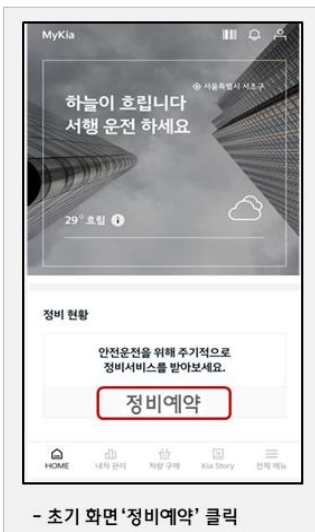 MyKia
서울특별시 서초구
하늘이 흐립니다
서행 운전 하세요
29° 흐림
정비 현황
안전운전을 위해 주기적으로
정비서비스를 받아보세요.
정비예약
HOME 내차 관리 차량 구매 Kia Story 전체 메뉴
- 초기 화면 '정비예약' 클릭